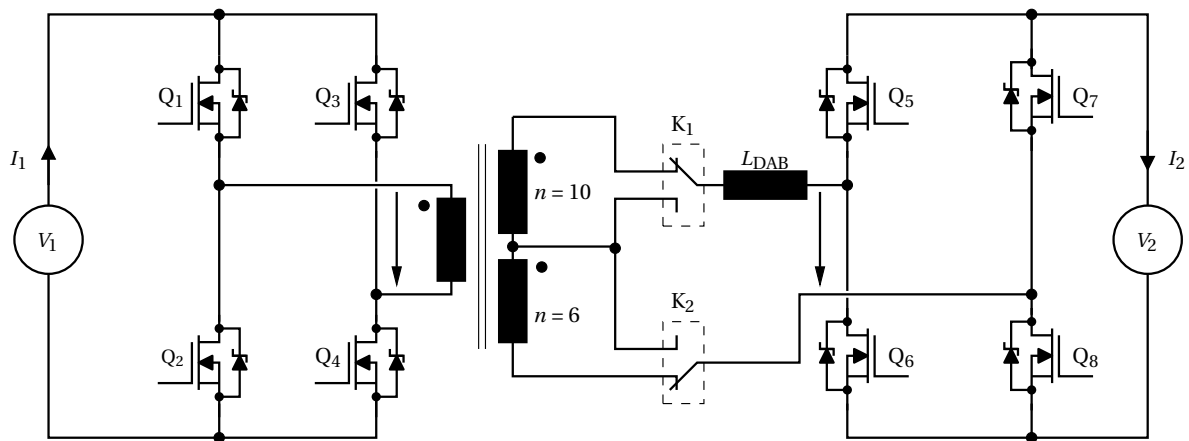 Q1
Q3
K1
LDAB
Q5
Q7
I1
I2
n = 10
V1
V2
n = 6
K2
Q2
Q4
Q6
Q8